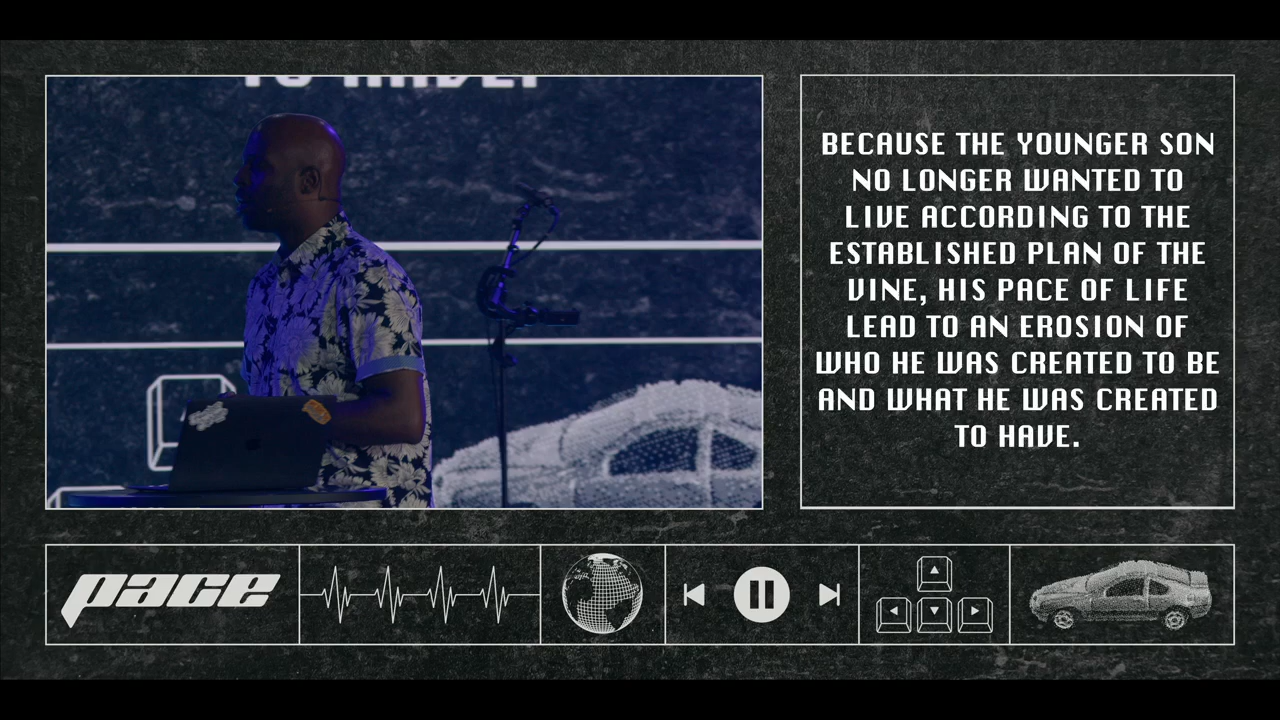 TO HAVE.
BECAUSE THE YOUNGER SON
NO LONGER WANTED TO
LIVE ACCORDING TO THE
ESTABLISHED PLAN OF THE
VINE, HIS PACE OF LIFE
LEAD TO AN EROSION OF
WHO HE WAS CREATED TO BE
AND WHAT HE WAS CREATED
TO HAVE.
pace